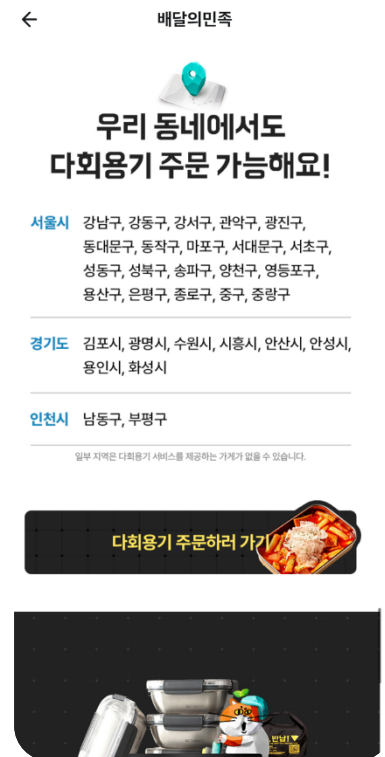 배달의민족
우리 동네에서도
다회용기 주문 가능해요!
서울시 강남구, 강동구, 강서구, 관악구, 광진구,
동대문구, 동작구, 마포구, 서대문구, 서초구,
성동구, 성북구, 송파구, 양천구, 영등포구,
용산구, 은평구, 종로구, 중구, 중랑구
경기도 김포시, 광명시, 수원시, 시흥시, 안산시, 안성시,
용인시, 화성시
인천시 남동구, 부평구
일부 지역은 다회용기 서비스를 제공하는 가게가 없을 수 있습니다.
다회용기 주문하러 가기
반납!